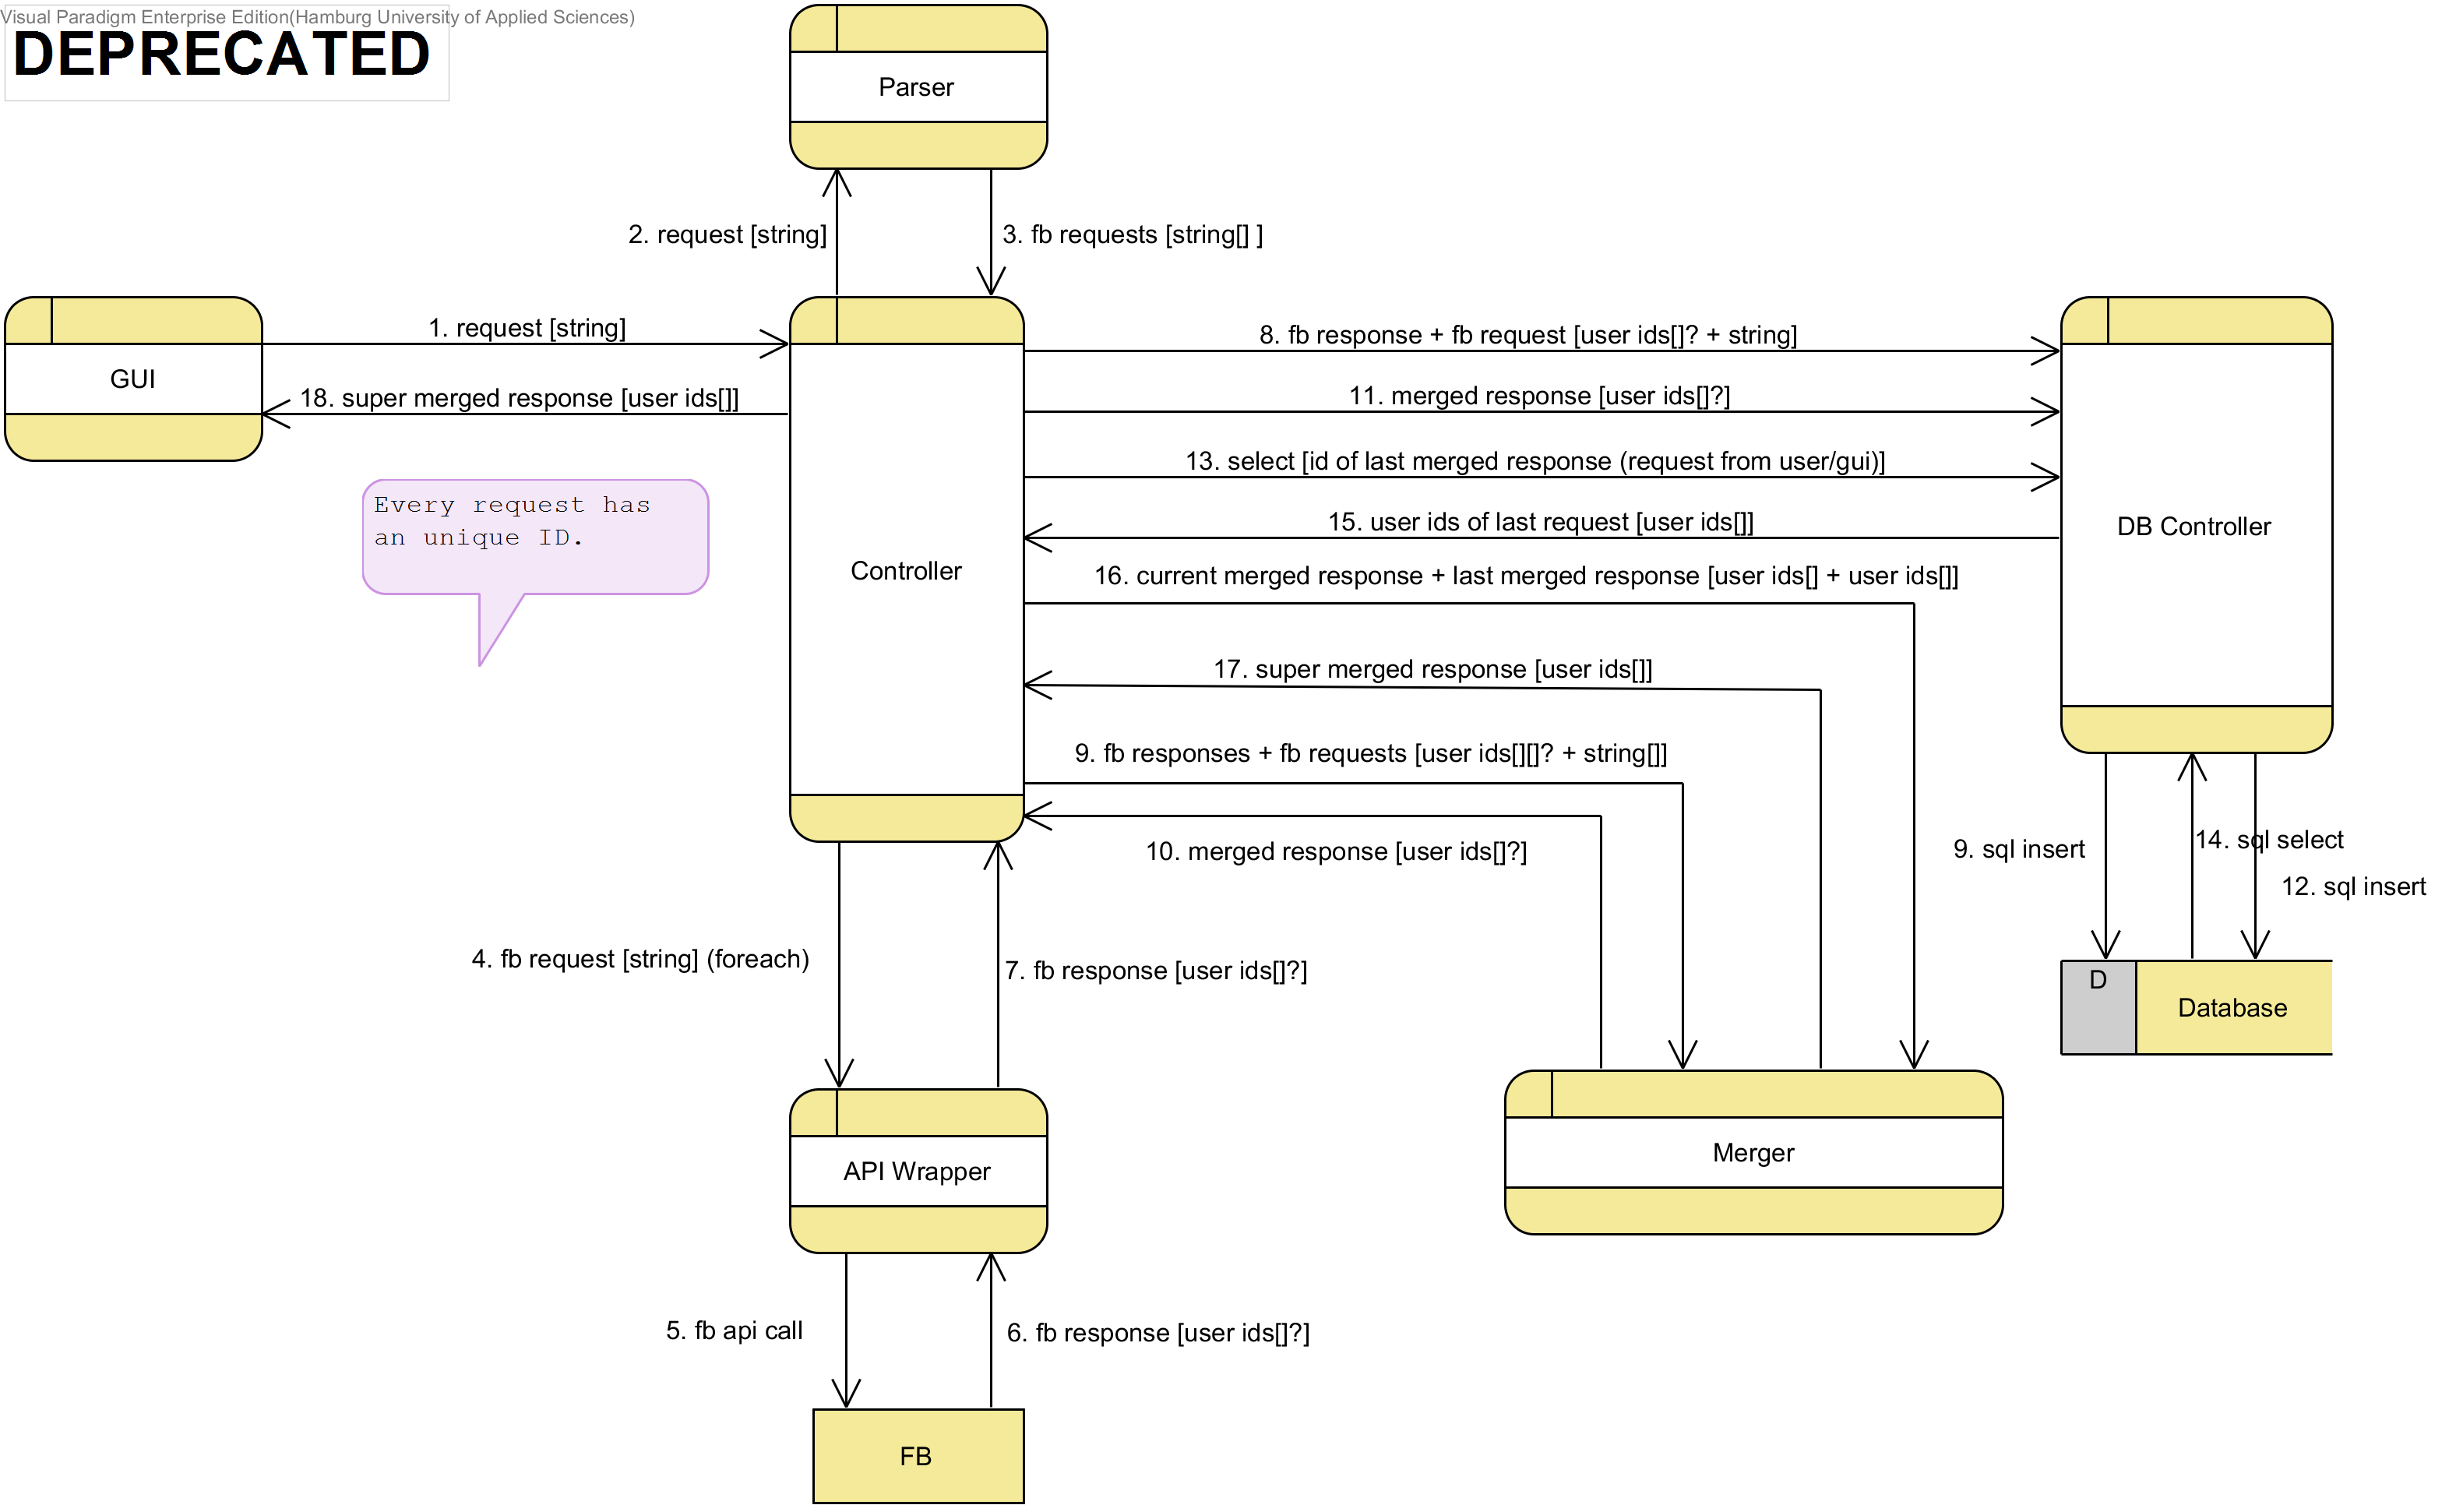 Visual Paradigm Enterprise Edition(Hamburg University of Applied Sciences)
DEPRECATED
Parser
2. request [string]
3. fb requests [string[] ]
1. request [string]
GUI
18. super merged response [user ids[]]
Every request has
an unique ID.
Controller
8. fb response + fb request [user ids[]? + string]
11. merged response [user ids[]?]
13. select [id of last merged response (request from user/gui)]
15. user ids of last request [user ids[]]
16. current merged response + last merged response [user ids[] + user ids[]]
17. super merged response [user ids[]]
9. fb responses + fb requests [user ids[][]? + string[]]
10. merged response [user ids[]?]
DB Controller
9. sql insert
14. sql select
12. sql insert
D
Database
4. fb request [string] (foreach)
7. fb response [user ids[]?]
API Wrapper
Merger
5. fb api call
6. fb response [user ids[]?]
FB